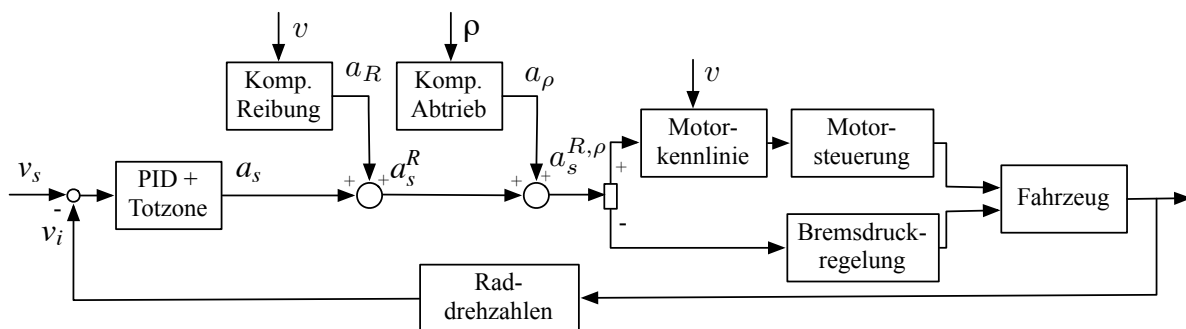 v
ρ
Komp.
Reibung
a_R
Komp.
Abtrieb
a_ρ
v
Motor-
kennlinie
Motor-
steuerung
v_s
-
v_i
PID +
Totzone
a_s
+
+
a_s^R
+
+
a_s^{R,ρ}
+
-
Fahrzeug
Bremsdruck-
regelung
Rad-
drehzahlen